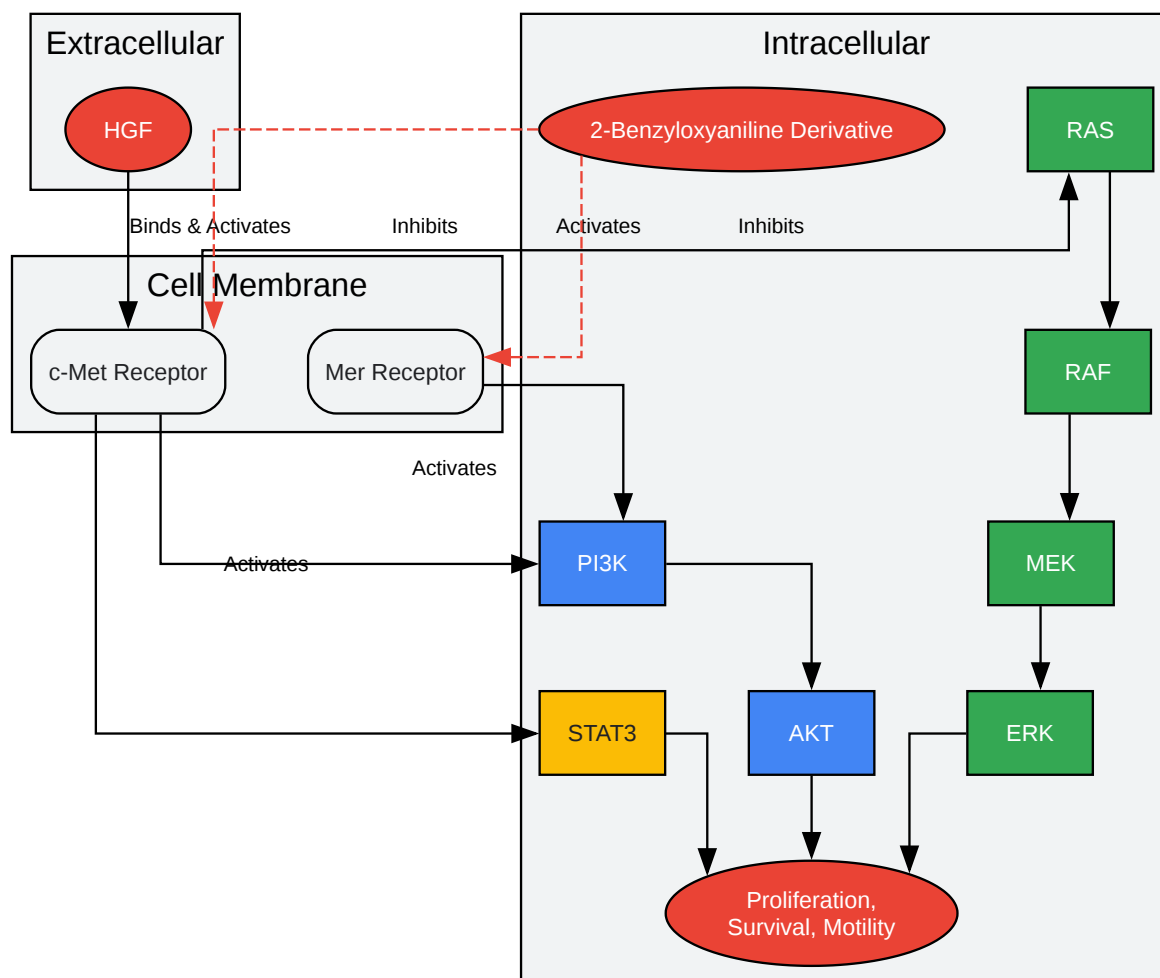 Extracellular
Intracellular
HGF
2-Benzyloxyaniline Derivative
RAS
Binds & Activates
Inhibits
Activates
Inhibits
Cell Membrane
c-Met Receptor
Mer Receptor
RAF
Activates
Activates
PI3K
MEK
STAT3
AKT
ERK
Proliferation,
Survival, Motility